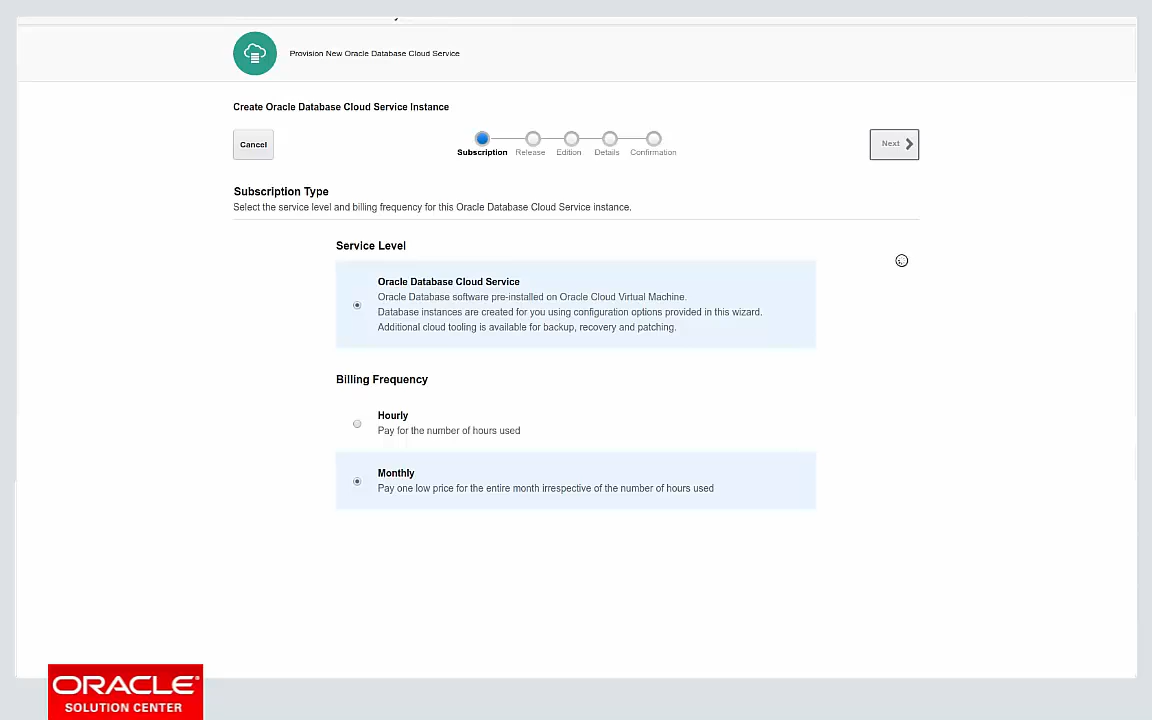 Provision New Oracle Database Cloud Service
Create Oracle Database Cloud Service Instance
Cancel
Subscription
Release
Edition
Details
Confirmation
Next
Subscription Type
Select the service level and billing frequency for this Oracle Database Cloud Service instance.
Service Level
Oracle Database Cloud Service
Oracle Database software pre-installed on Oracle Cloud Virtual Machine.
Database instances are created for you using configuration options provided in this wizard.
Additional cloud tooling is available for backup, recovery and patching.
Billing Frequency
Hourly
Pay for the number of hours used
Monthly
Pay one low price for the entire month irrespective of the number of hours used
ORACLE®
SOLUTION CENTER